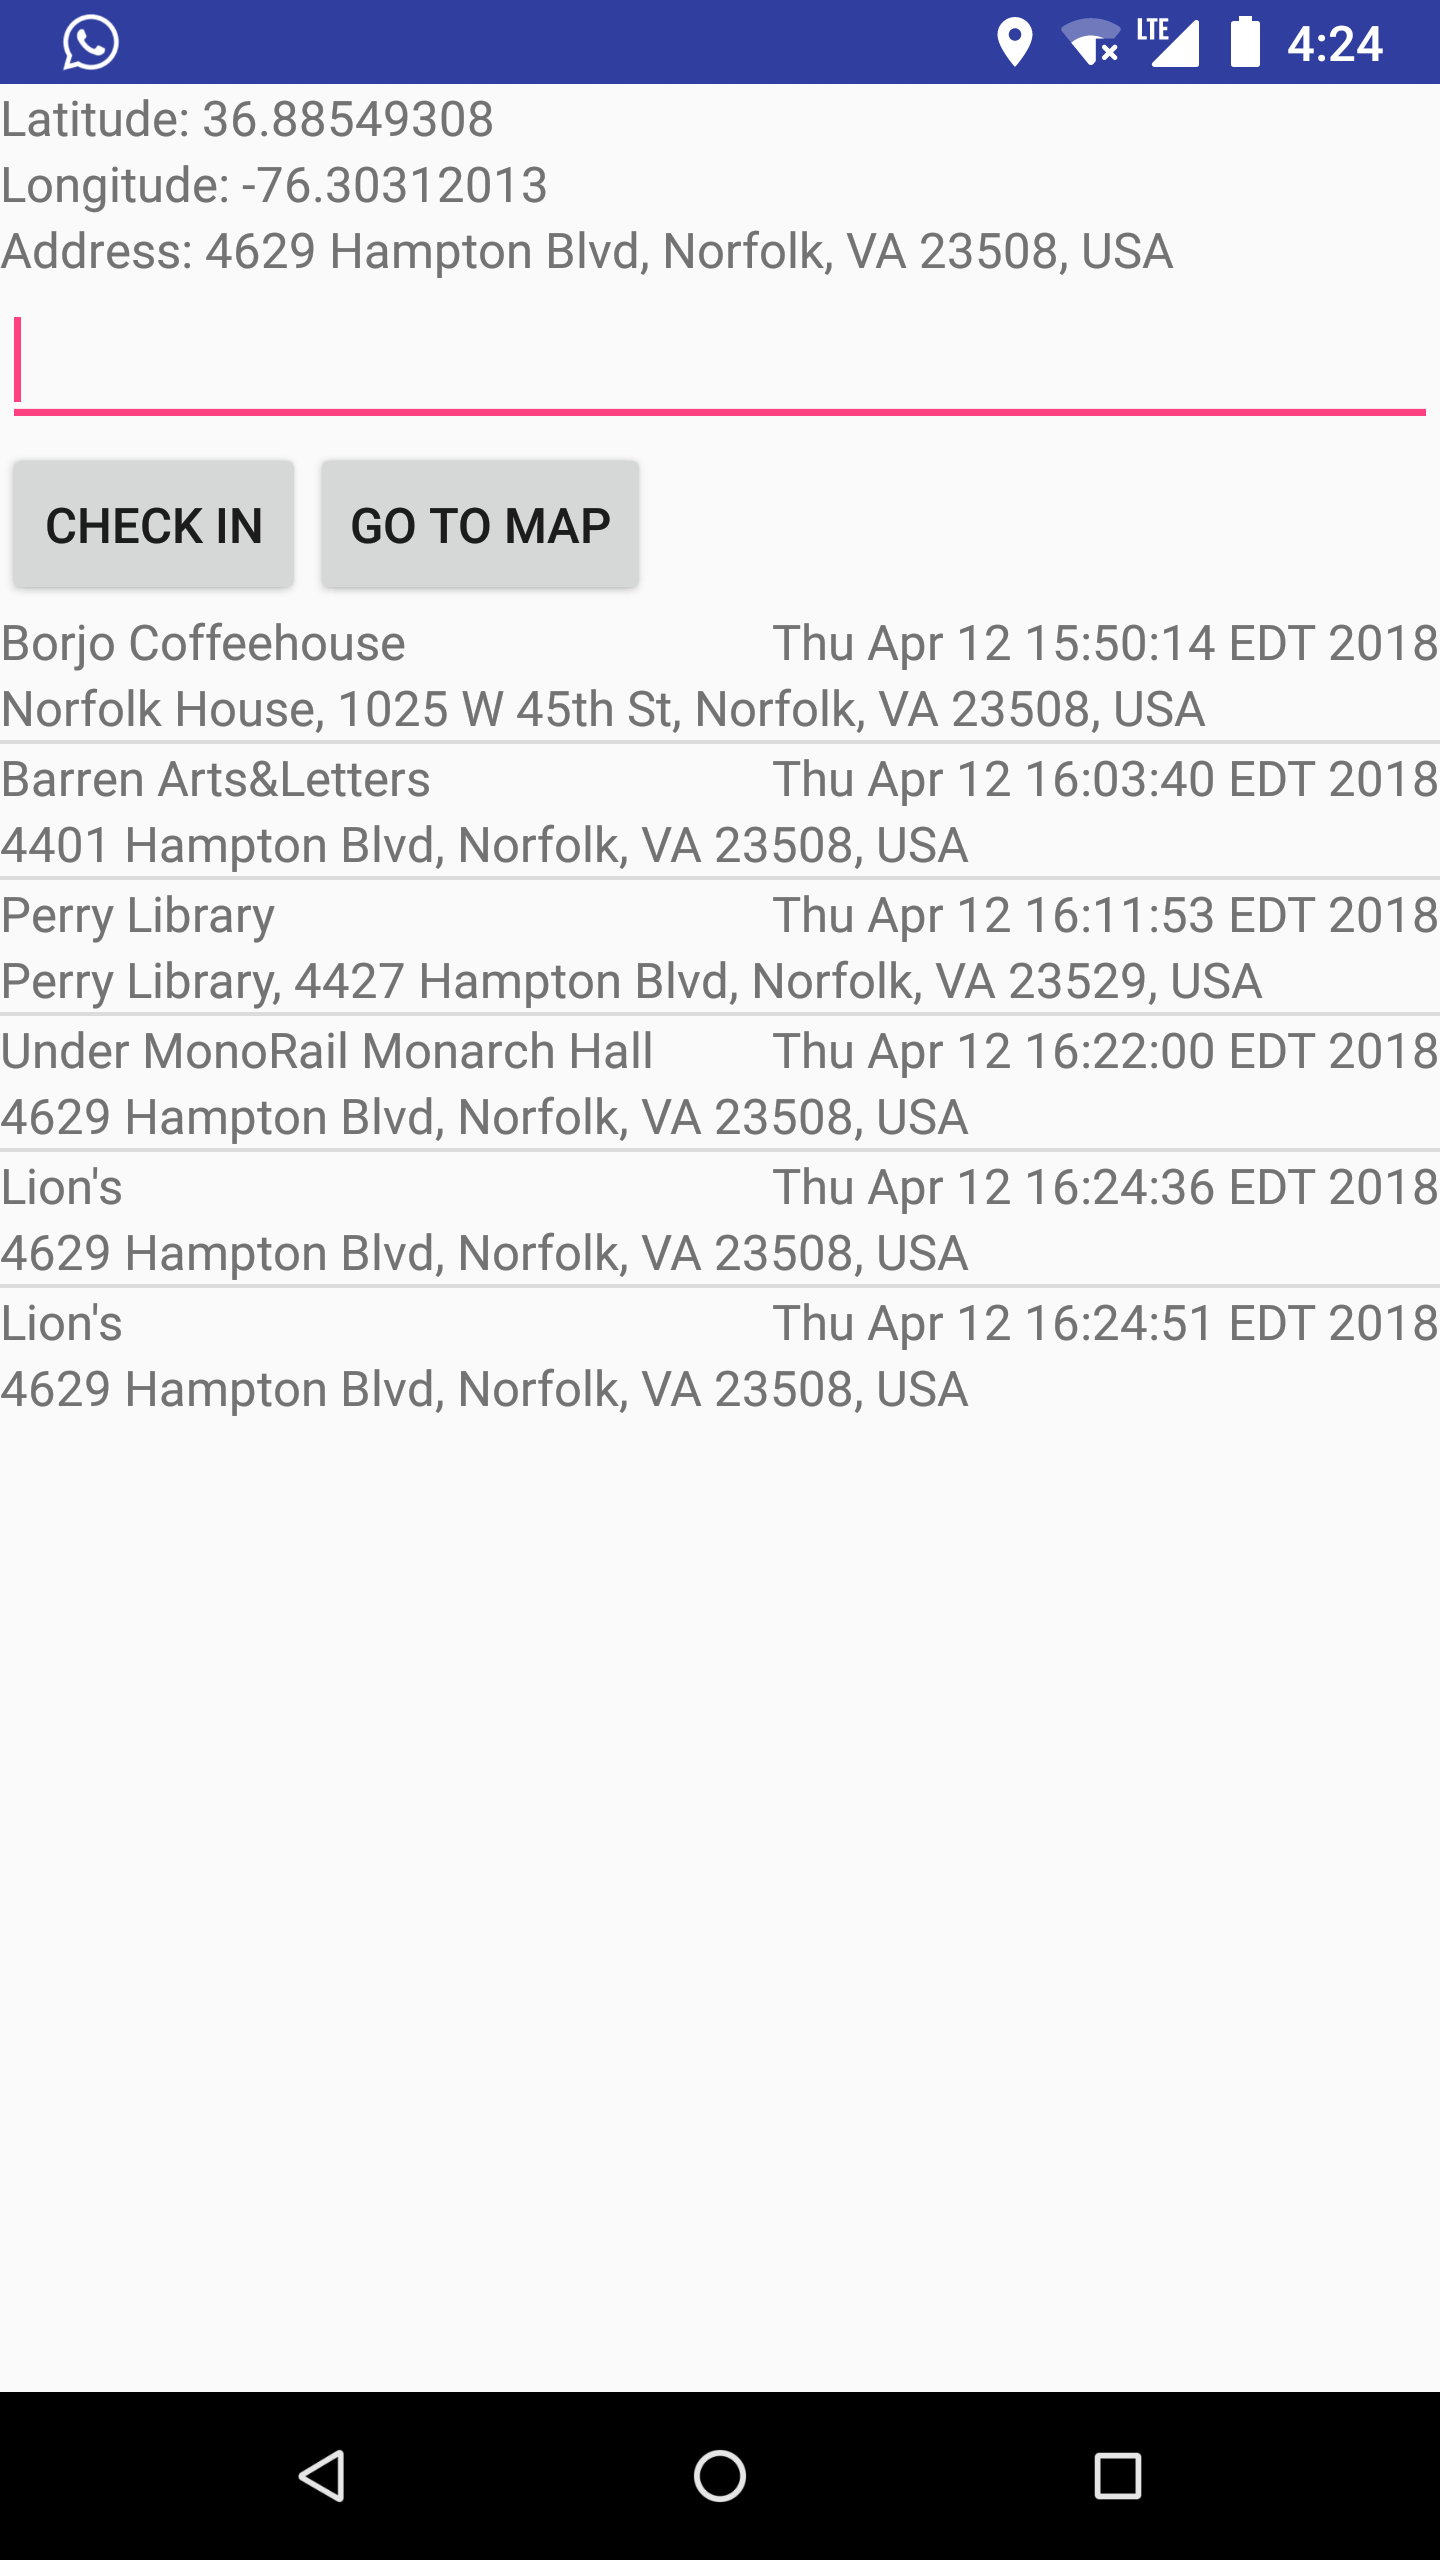 LTE 4:24
Latitude: 36.88549308
Longitude: -76.30312013
Address: 4629 Hampton Blvd, Norfolk, VA 23508, USA
CHECK IN GO TO MAP
Borjo Coffeehouse Thu Apr 12 15:50:14 EDT 2018
Norfolk House, 1025 W 45th St, Norfolk, VA 23508, USA
Barren Arts&Letters Thu Apr 12 16:03:40 EDT 2018
4401 Hampton Blvd, Norfolk, VA 23508, USA
Perry Library Thu Apr 12 16:11:53 EDT 2018
Perry Library, 4427 Hampton Blvd, Norfolk, VA 23529, USA
Under MonoRail Monarch Hall Thu Apr 12 16:22:00 EDT 2018
4629 Hampton Blvd, Norfolk, VA 23508, USA
Lion's Thu Apr 12 16:24:36 EDT 2018
4629 Hampton Blvd, Norfolk, VA 23508, USA
Lion's Thu Apr 12 16:24:51 EDT 2018
4629 Hampton Blvd, Norfolk, VA 23508, USA